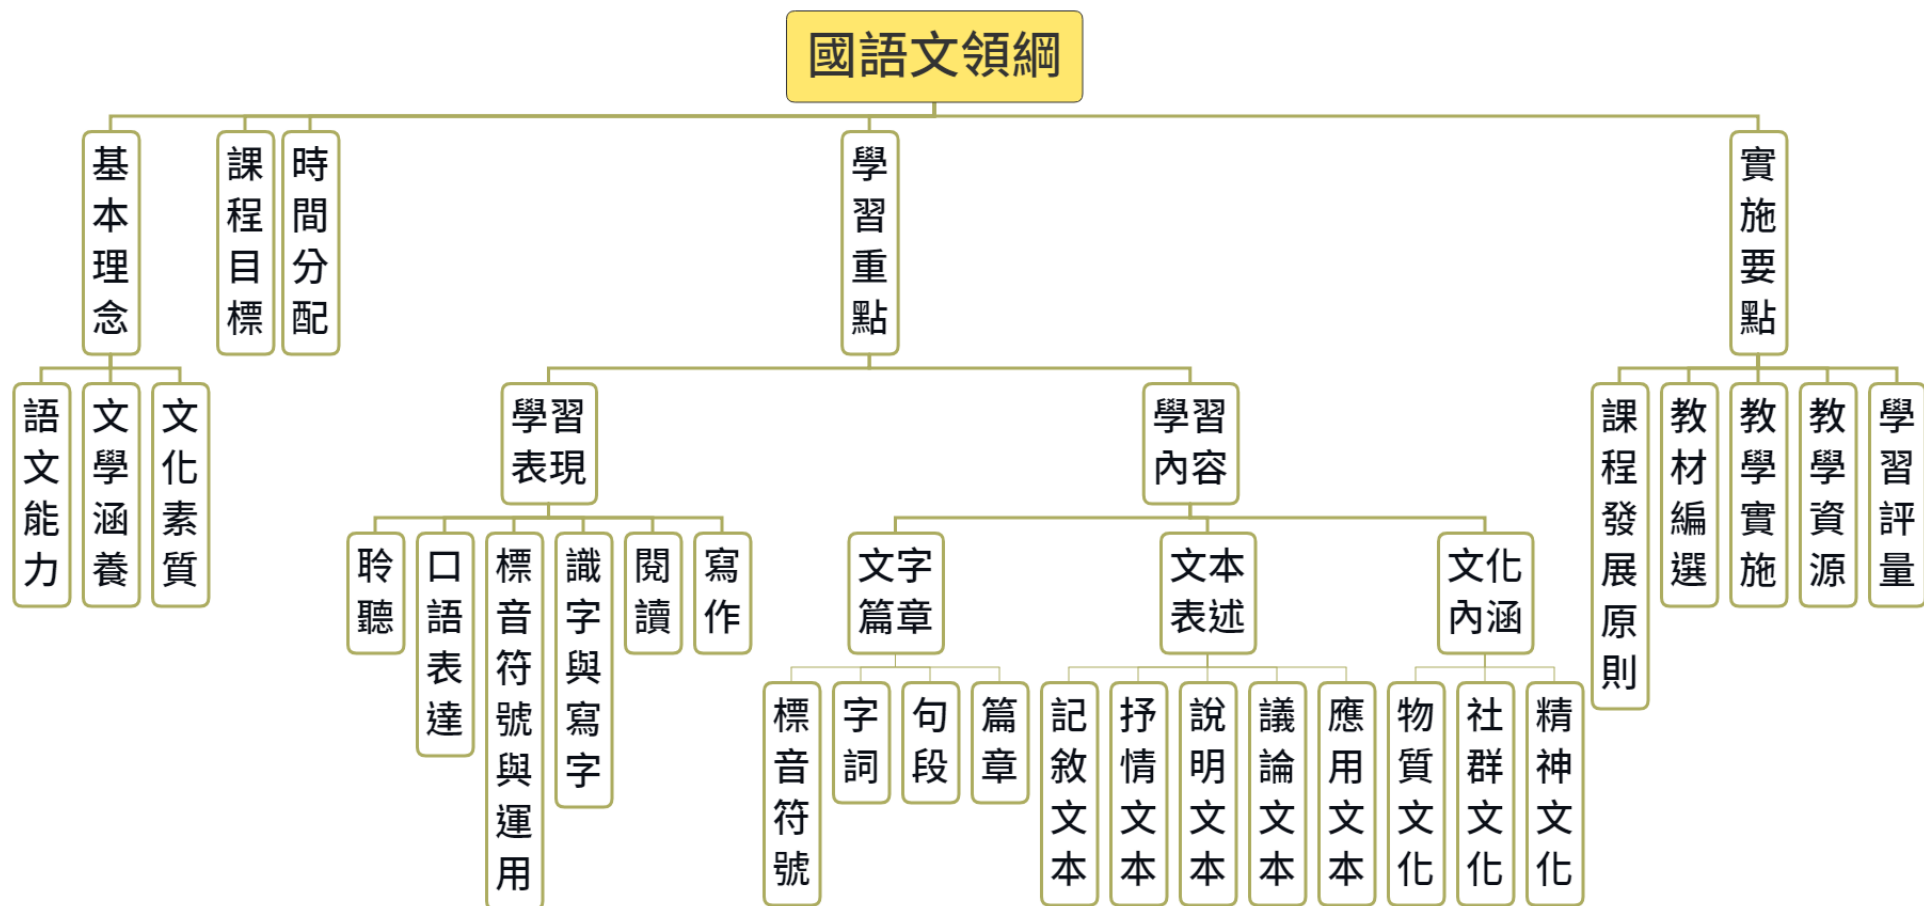 國語文領綱
基本理念
課程目標
時間分配
學習重點
實施要點
語文能力
文學涵養
文化素質
學習
表現
學習
內容
課程發展原則
教材編選
教學實施
教學資源
學習評量
聆聽
口語表達
標音符號與運用
識字與寫字
閱讀
寫作
文字
篇章
文本
表述
文化
內涵
標音符號
字詞
句段
篇章
記敘文本
抒情文本
說明文本
議論文本
應用文本
物質文化
社群文化
精神文化